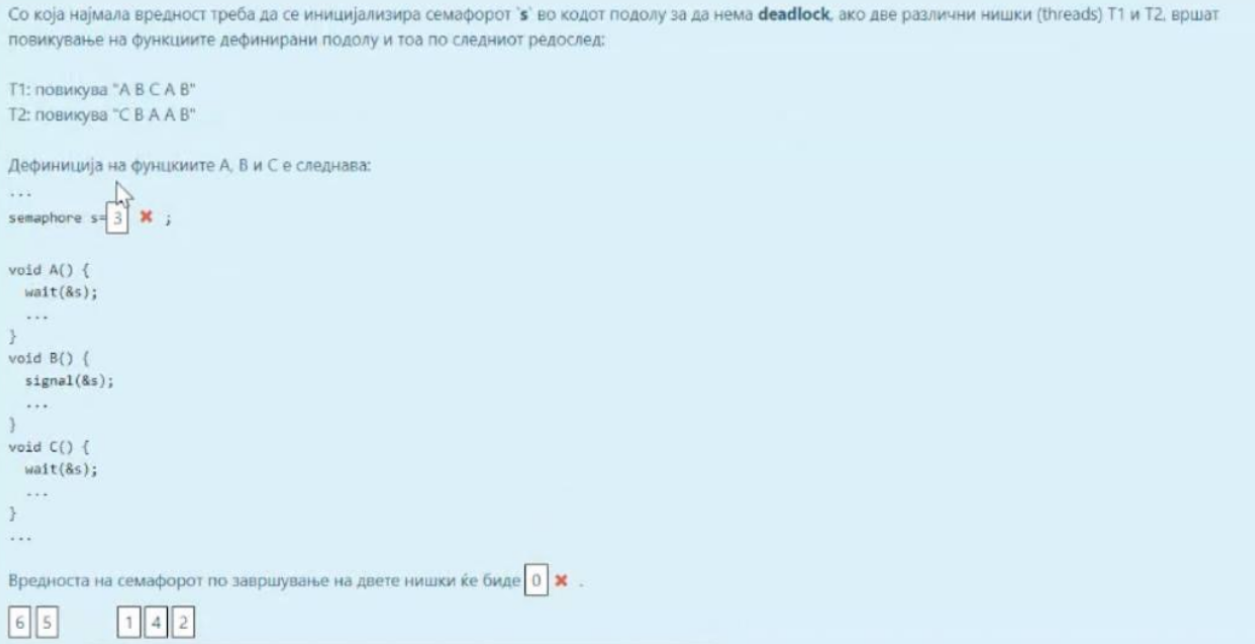 Со која најмала вредност треба да се иницијализира семафорот `s` во кодот подолу за да нема deadlock, ако две различни нишки (threads) T1 и T2, вршат
повикување на функциите дефинирани подолу и тоа по следниот редослед:
T1: повикува "A B C A B"
T2: повикува "C B A A B"
Дефиниција на фунцкиите A, B и C е следнава:
...
semaphore s= 3 ✖ ;
void A() {
wait(&s);
...
}
void B() {
signal(&s);
...
}
void C() {
wait(&s);
...
}
...
Вредноста на семафорот по завршување на двете нишки ќе биде 0 ✖ .
6 5 1 4 2